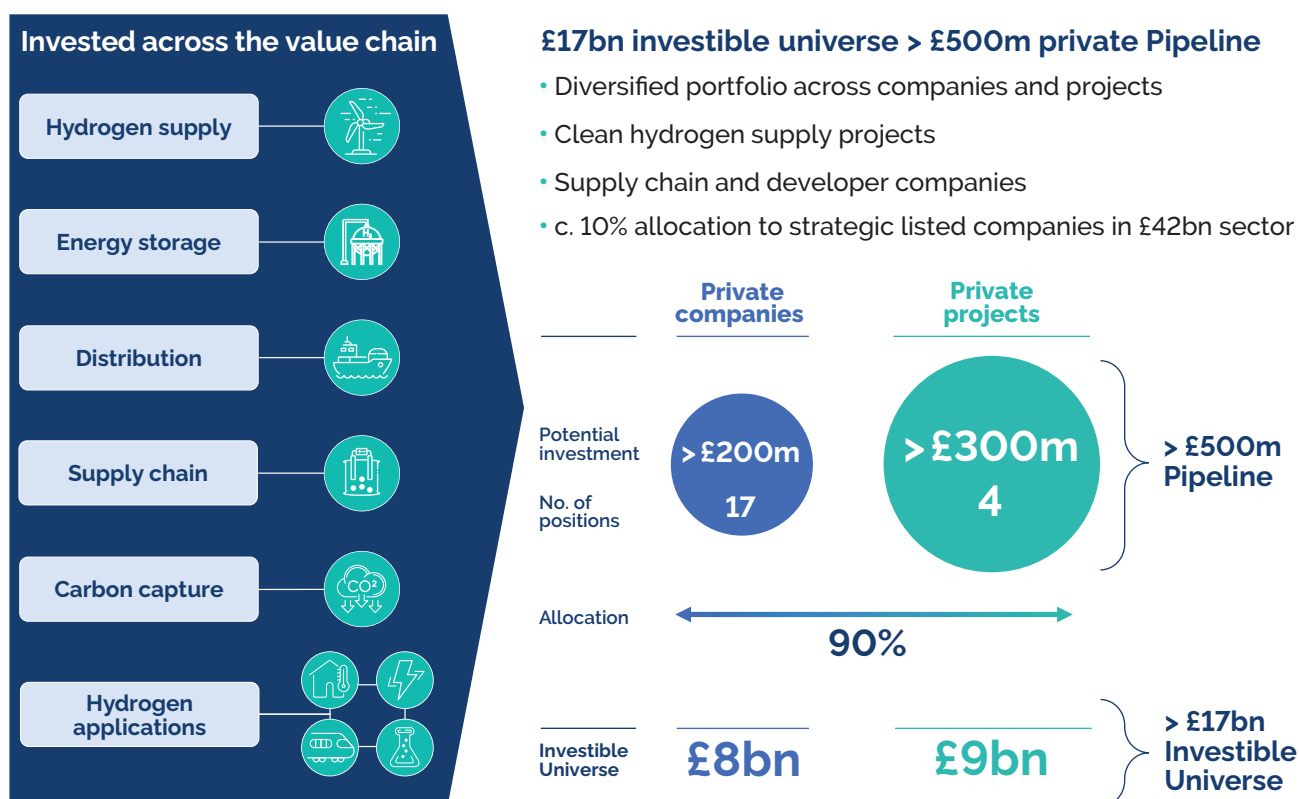 Invested across the value chain
Hydrogen supply
Energy storage
H₂
Distribution
Supply chain
Carbon capture
CO²
Hydrogen
applications
£17bn investible universe > £500m private Pipeline
• Diversified portfolio across companies and projects
• Clean hydrogen supply projects
• Supply chain and developer companies
• c. 10% allocation to strategic listed companies in £42bn sector
Private
companies
Private
projects
Potential
investment
> £200m
> £300m
No. of
positions
17
4
> £500m
Pipeline
Allocation
90%
Investible
Universe
£8bn
£9bn
> £17bn
Investible
Universe